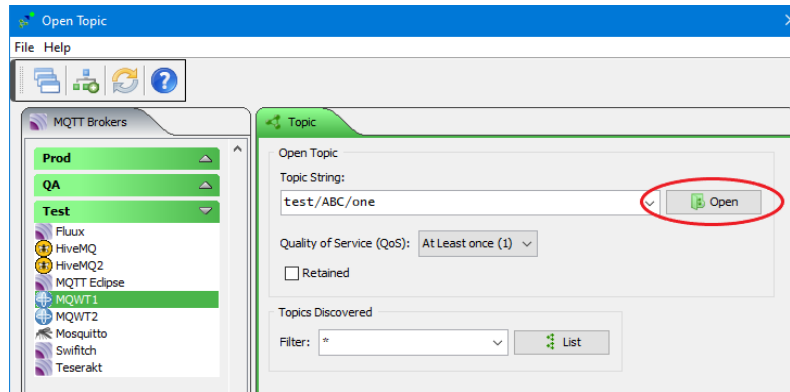 Open Topic
File Help
MQTT Brokers
Prod
QA
Test
Fluux
HiveMQ
HiveMQ2
MQTT Eclipse
MQWT1
MQWT2
Mosquitto
Swifitch
Teserakt
Topic
Open Topic
Topic String:
test/ABC/one
Open
Quality of Service (QoS): At Least once (1)
Retained
Topics Discovered
Filter: * List